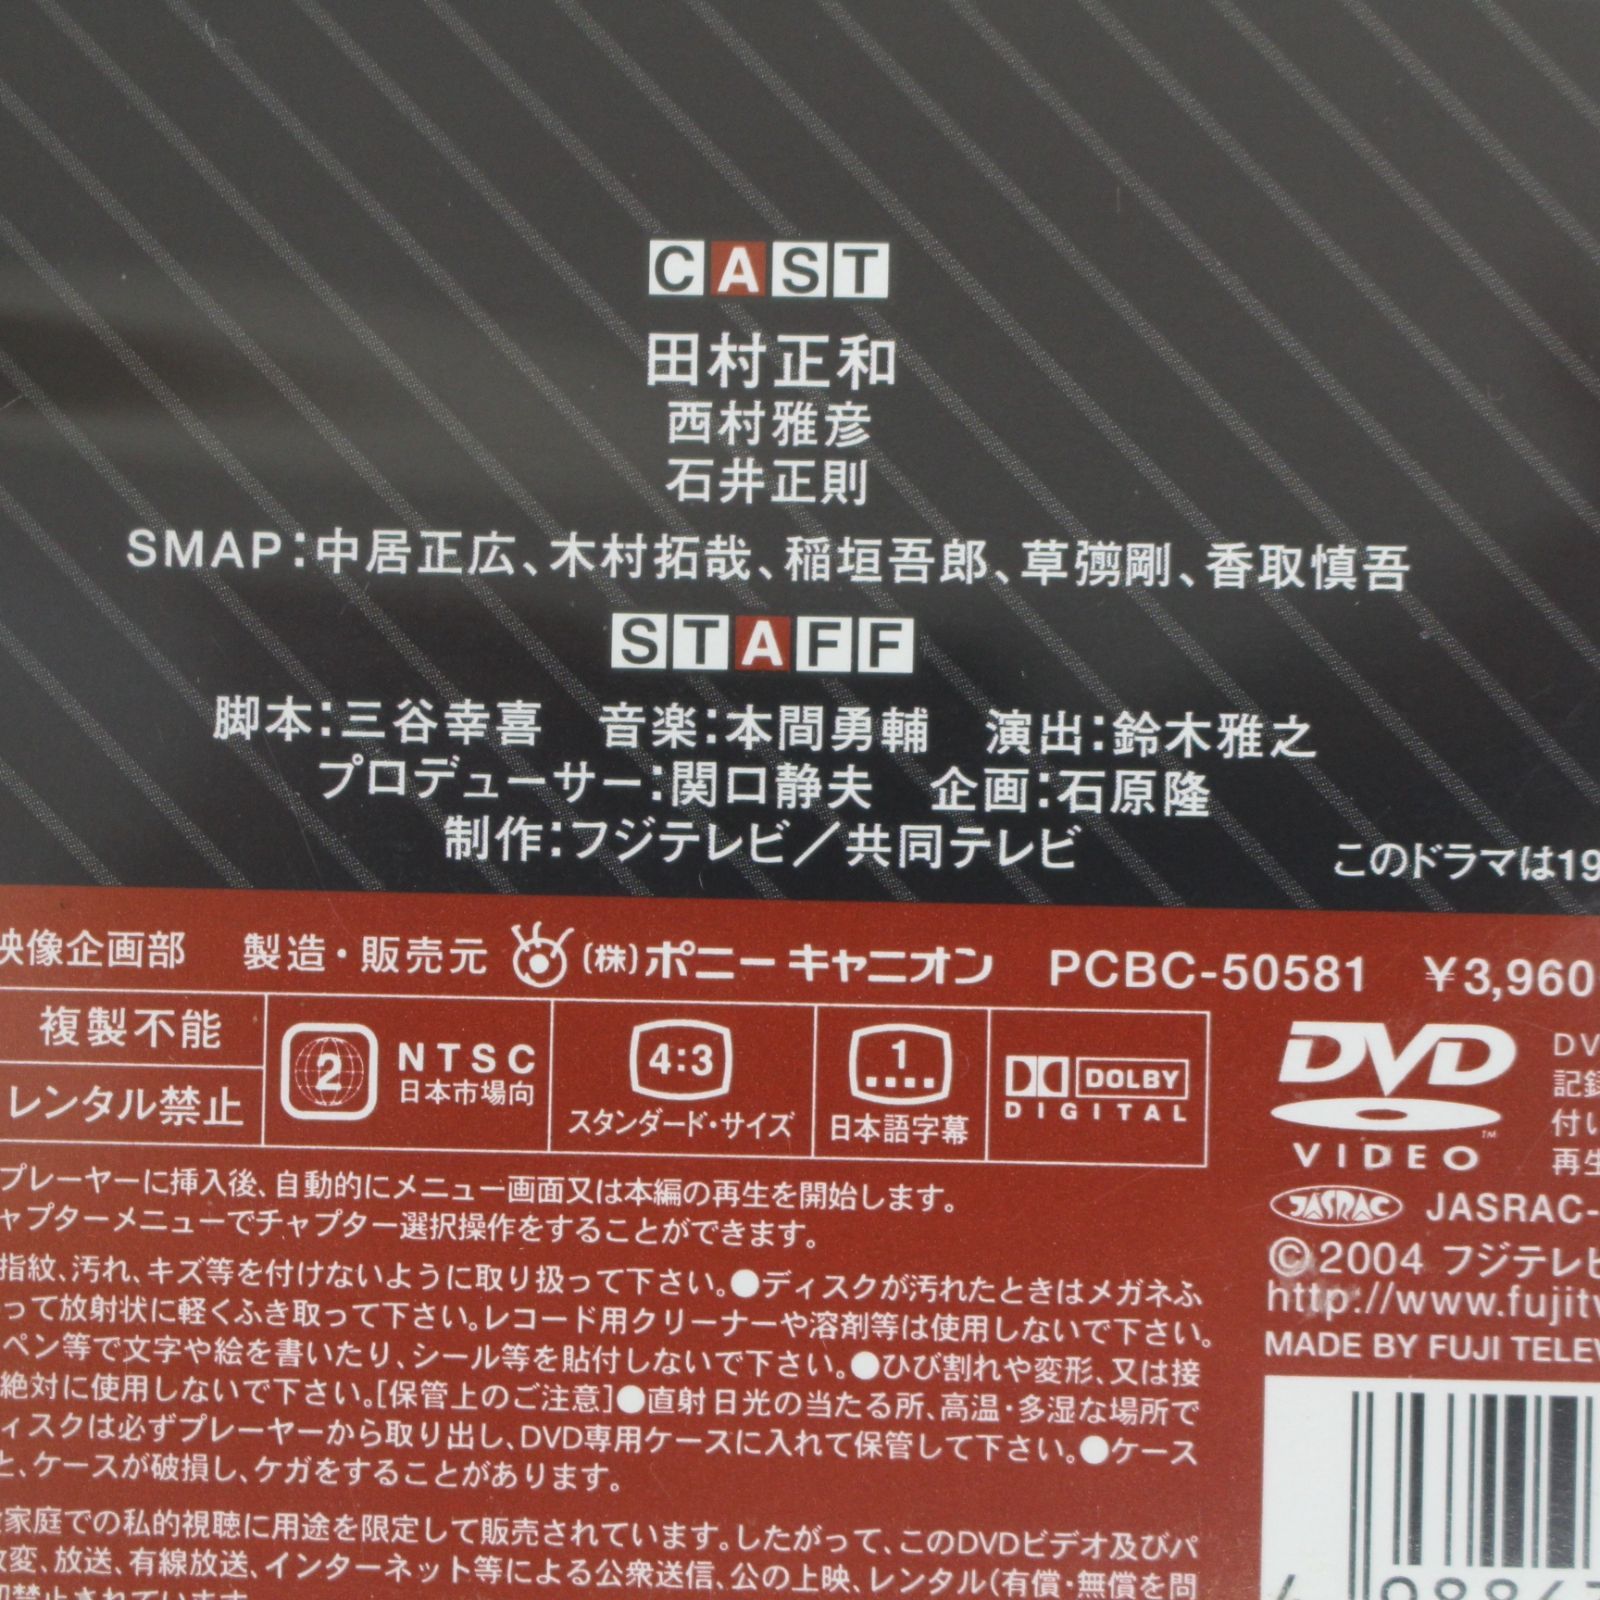 CAST
田村正和
西村雅彦
石井正則
SMAP：中居正広、木村拓哉、稲垣吾郎、草彅剛、香取慎吾
STAFF
脚本：三谷幸喜　音楽：本間勇輔　演出：鈴木雅之
プロデューサー：関口静夫　企画：石原隆
制作：フジテレビ／共同テレビ
このドラマは19
映像企画部　製造・販売元　(株)ポニーキャニオン　PCBC-50581　￥3,960
複製不能
レンタル禁止
2 NTSC
日本市場向
4:3
スタンダード・サイズ
1
日本語字幕
DOLBY
DIGITAL
DVD
VIDEO™
DV
記録
付い
再生
JASRAC JASRAC-
©2004 フジテレビ
http://www.fujitv
MADE BY FUJI TELEV
プレーヤーに挿入後、自動的にメニュー画面又は本編の再生を開始します。
ャプターメニューでチャプター選択操作をすることができます。
指紋、汚れ、キズ等を付けないように取り扱って下さい。●ディスクが汚れたときはメガネふ
って放射状に軽くふき取って下さい。レコード用クリーナーや溶剤等は使用しないで下さい。
ペン等で文字や絵を書いたり、シール等を貼付しないで下さい。●ひび割れや変形、又は接
絶対に使用しないで下さい。[保管上のご注意]●直射日光の当たる所、高温・多湿な場所で
ィスクは必ずプレーヤーから取り出し、DVD専用ケースに入れて保管して下さい。●ケース
と、ケースが破損し、ケガをすることがあります。
家庭での私的視聴に用途を限定して販売されています。したがって、このDVDビデオ及びパ
改変、放送、有線放送、インターネット等による公衆送信、公の上映、レンタル(有償・無償を問
禁止されています